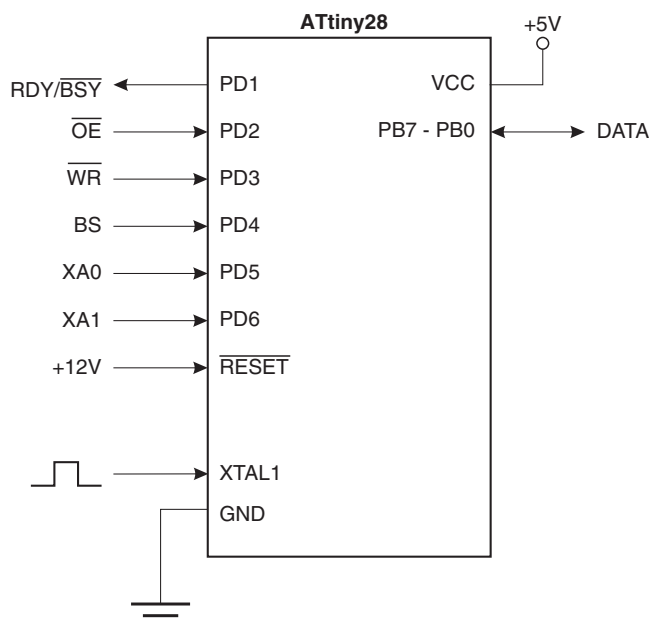 ATtiny28
+5V
RDY/BSY PD1 VCC
OE PD2 PB7 - PB0 DATA
WR PD3
BS PD4
XA0 PD5
XA1 PD6
+12V RESET
XTAL1
GND